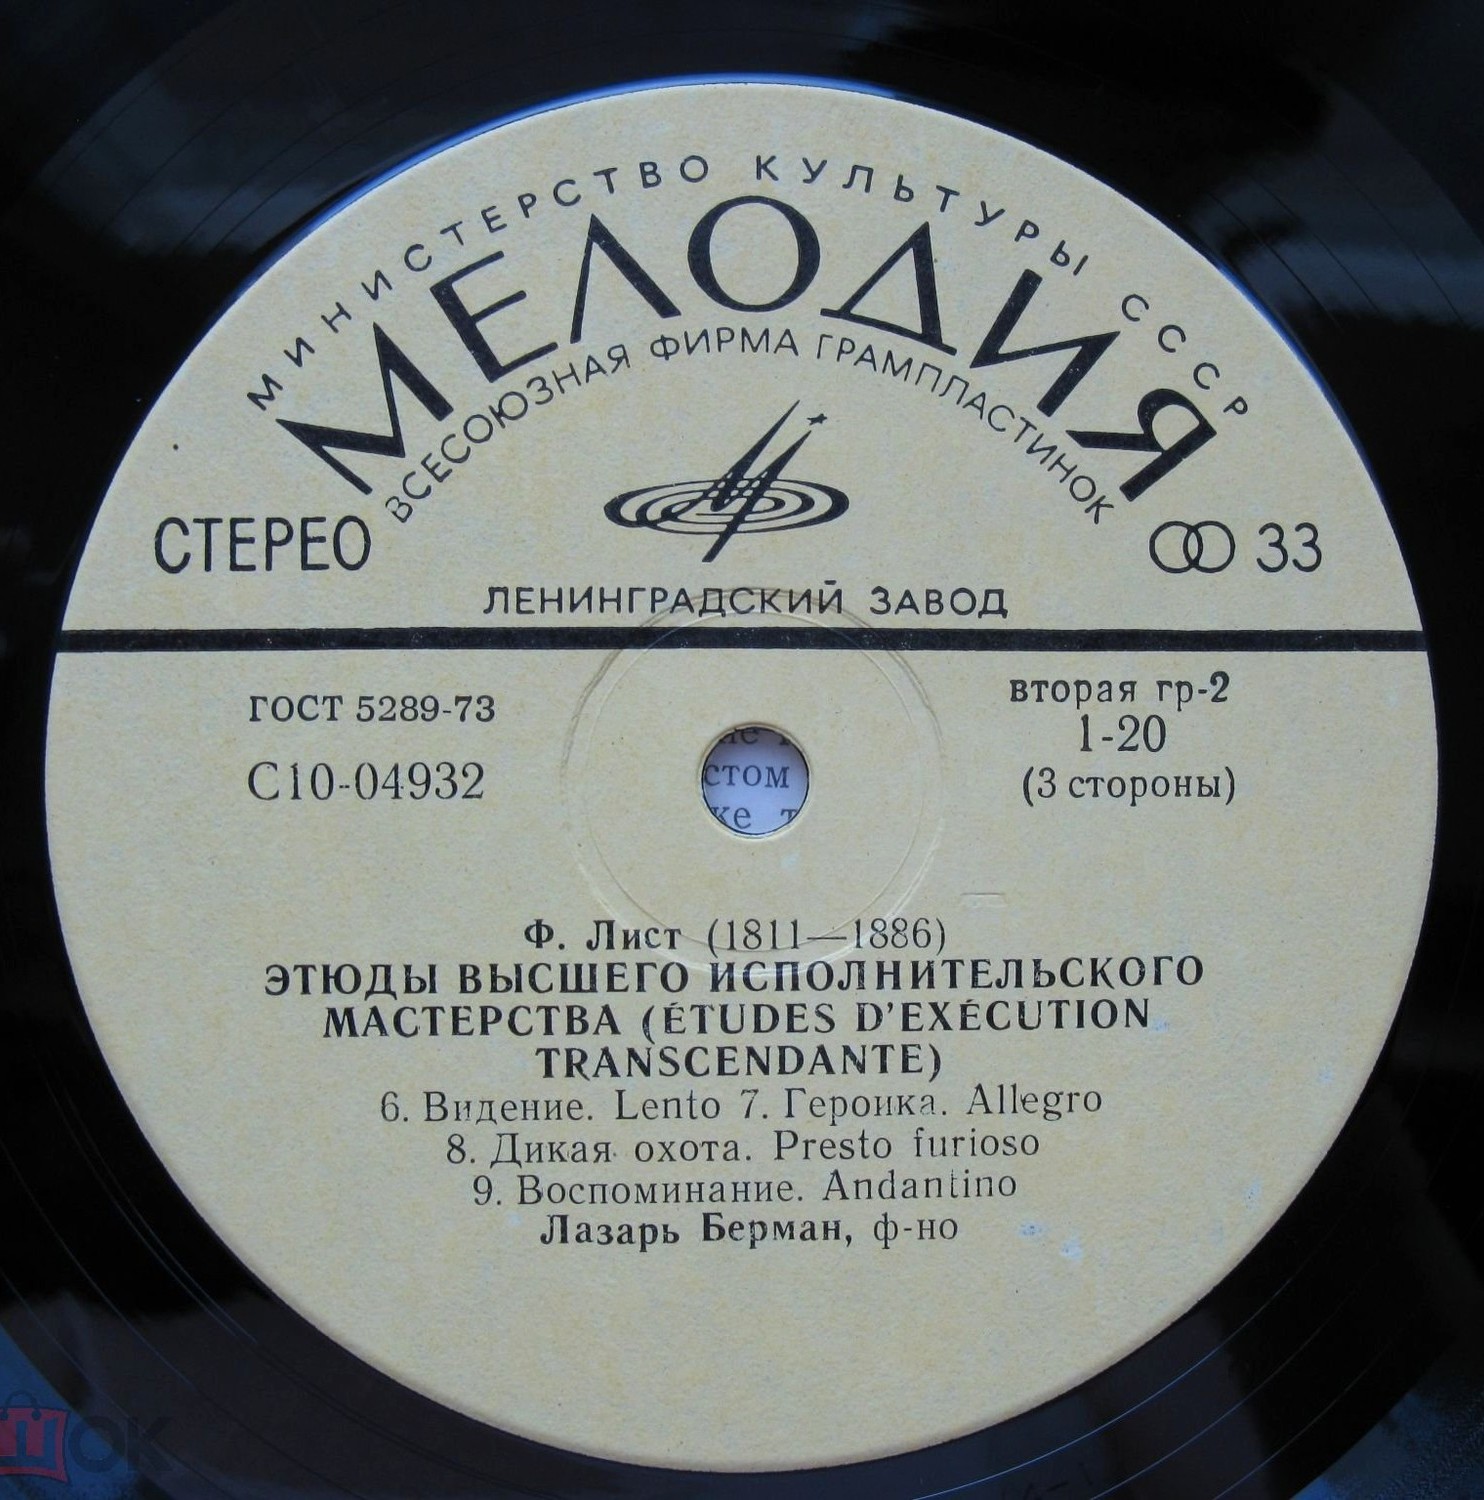 МИНИСТЕРСТВО КУЛЬТУРЫ СССР
МЕЛОДИЯ
ВСЕСОЮЗНАЯ ФИРМА ГРАМПЛАСТИНОК
СТЕРЕО
33
ЛЕНИНГРАДСКИЙ ЗАВОД
ГОСТ 5289-73
вторая гр-2
С10-04932
1-20
(3 стороны)
стом
Ф. Лист (1811—1886)
ЭТЮДЫ ВЫСШЕГО ИСПОЛНИТЕЛЬСКОГО
МАСТЕРСТВА (ÉTUDES D'EXÉCUTION
TRANSCENDANTE)
6. Видение. Lento 7. Героика. Allegro
8. Дикая охота. Presto furioso
9. Воспоминание. Andantino
Лазарь Берман, ф-но